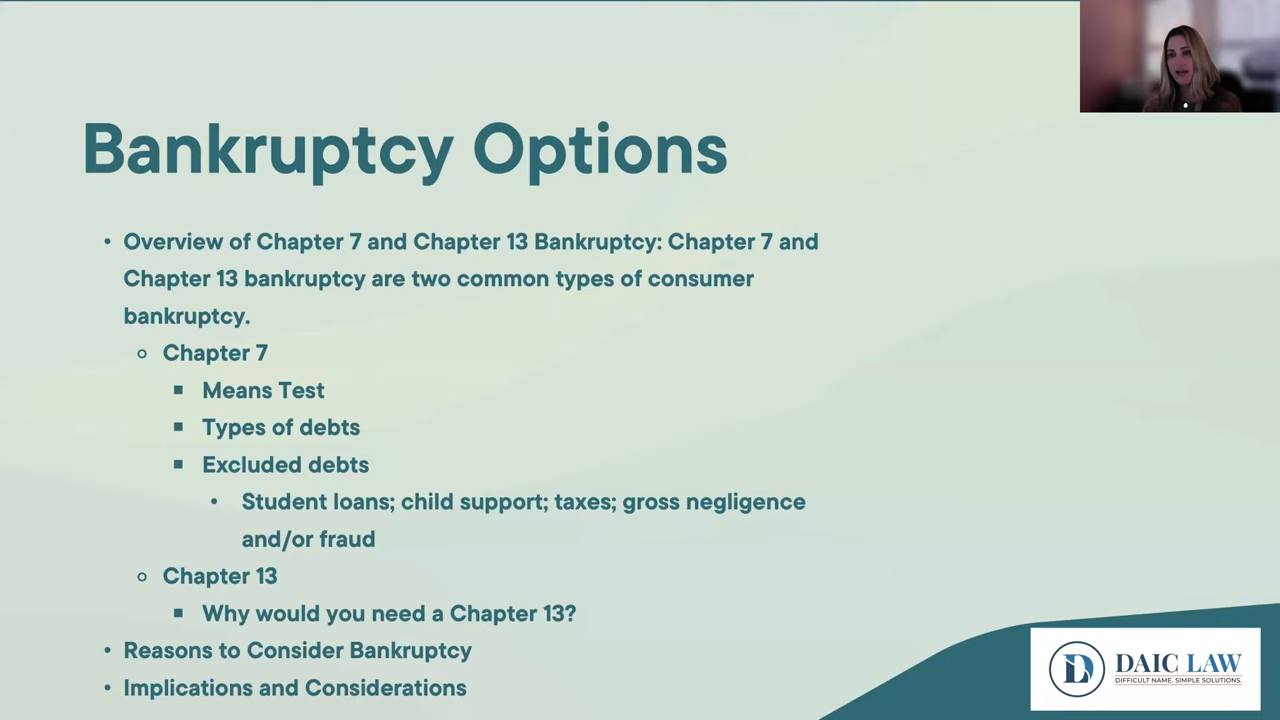 Bankruptcy Options
• Overview of Chapter 7 and Chapter 13 Bankruptcy: Chapter 7 and
Chapter 13 bankruptcy are two common types of consumer
bankruptcy.
Chapter 7
Means Test
Types of debts
Excluded debts
• Student loans; child support; taxes; gross negligence
and/or fraud
Chapter 13
Why would you need a Chapter 13?
• Reasons to Consider Bankruptcy
• Implications and Considerations
DAIC LAW
DIFFICULT NAME. SIMPLE SOLUTIONS.